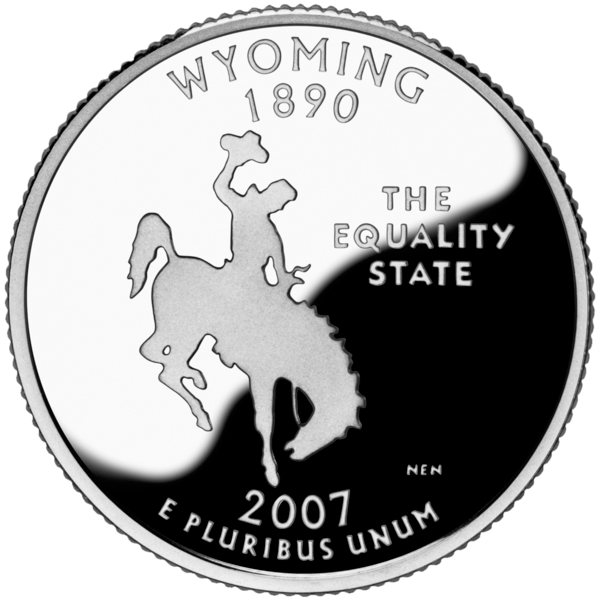 WYOMING
1890
THE
EQUALITY
STATE
NEN
2007
E PLURIBUS UNUM